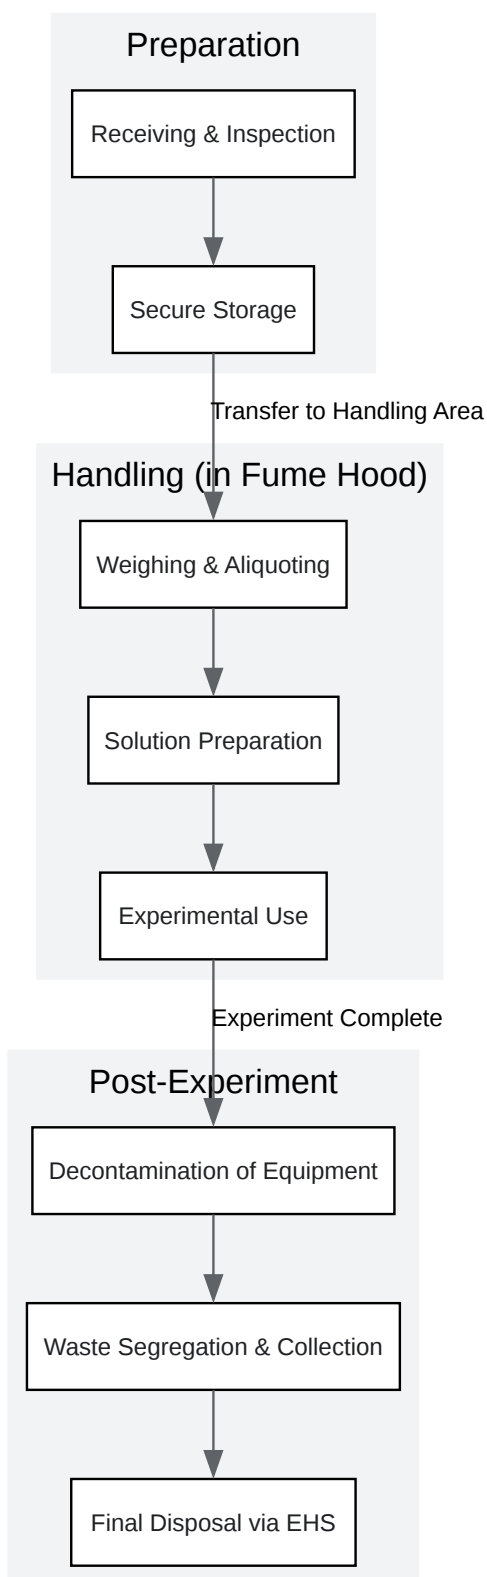 Preparation
Receiving & Inspection
Secure Storage
Transfer to Handling Area
Handling (in Fume Hood)
Weighing & Aliquoting
Solution Preparation
Experimental Use
Experiment Complete
Post-Experiment
Decontamination of Equipment
Waste Segregation & Collection
Final Disposal via EHS